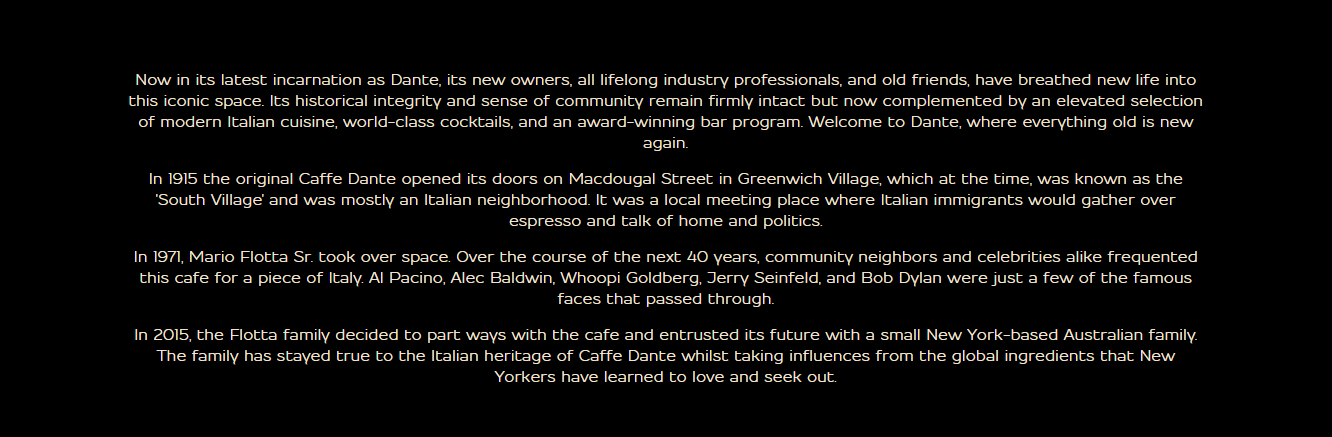 Now in its latest incarnation as Dante, its new owners, all lifelong industry professionals, and old friends, have breathed new life into
this iconic space. Its historical integrity and sense of community remain firmly intact but now complemented by an elevated selection
of modern Italian cuisine, world-class cocktails, and an award-winning bar program. Welcome to Dante, where everything old is new
again.
In 1915 the original Caffe Dante opened its doors on Macdougal Street in Greenwich Village, which at the time, was known as the
'South Village' and was mostly an Italian neighborhood. It was a local meeting place where Italian immigrants would gather over
espresso and talk of home and politics.
In 1971, Mario Flotta Sr. took over space. Over the course of the next 40 years, community neighbors and celebrities alike frequented
this cafe for a piece of Italy. Al Pacino, Alec Baldwin, Whoopi Goldberg, Jerry Seinfeld, and Bob Dylan were just a few of the famous
faces that passed through.
In 2015, the Flotta family decided to part ways with the cafe and entrusted its future with a small New York-based Australian family.
The family has stayed true to the Italian heritage of Caffe Dante whilst taking influences from the global ingredients that New
Yorkers have learned to love and seek out.